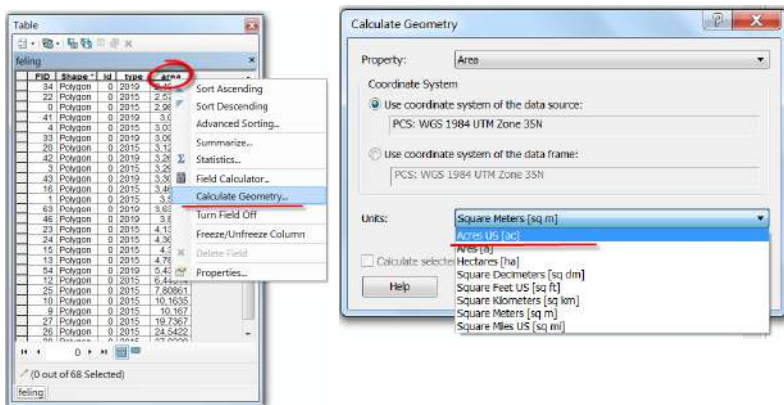 Table
feling
FID Shape * Id type area
34 Polygon 0 2019
22 Polygon 0 2015
0 Polygon 0 2015
41 Polygon 0 2019
4 Polygon 0 2015
33 Polygon 0 2019
20 Polygon 0 2015
42 Polygon 0 2019
3 Polygon 0 2015
43 Polygon 0 2019
16 Polygon 0 2015
1 Polygon 0 2015
63 Polygon 0 2019
46 Polygon 0 2019
23 Polygon 0 2015
24 Polygon 0 2015
15 Polygon 0 2015
13 Polygon 0 2015
54 Polygon 0 2019
12 Polygon 0 2015
25 Polygon 0 2015 7,80861
10 Polygon 0 2015 10,1635
9 Polygon 0 2015 10,167
27 Polygon 0 2015 19,7367
26 Polygon 0 2015 24,5422
0
(0 out of 68 Selected)
feling
Sort Ascending
Sort Descending
Advanced Sorting...
Summarize...
Σ Statistics...
Field Calculator...
Calculate Geometry...
Turn Field Off
Freeze/Unfreeze Column
Delete Field
Properties...
Calculate Geometry
Property: Area
Coordinate System
Use coordinate system of the data source:
PCS: WGS 1984 UTM Zone 35N
Use coordinate system of the data frame:
PCS: WGS 1984 UTM Zone 35N
Units: Square Meters [sq m]
Acres US [ac]
Ares [a]
Calculate selected
Hectares [ha]
Square Decimeters [sq dm]
Help
Square Feet US [sq ft]
Square Kilometers [sq km]
Square Meters [sq m]
Square Miles US [sq mi]